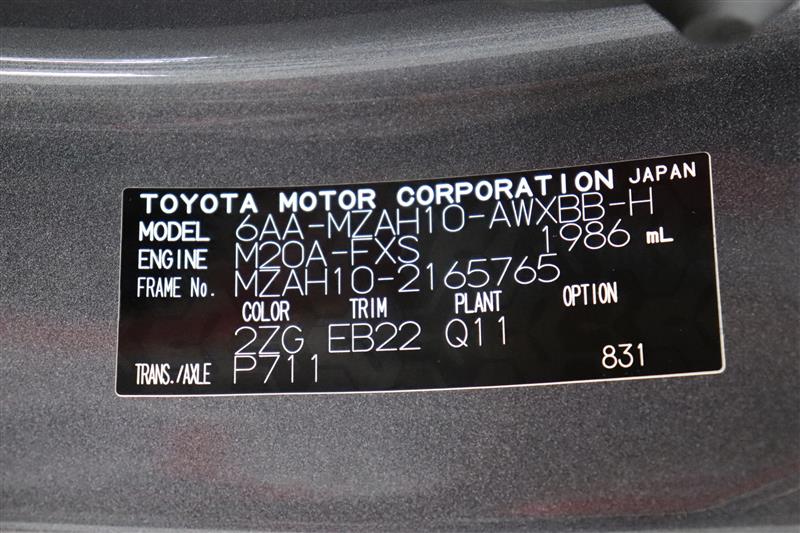 TOYOTA MOTOR CORPORATION JAPAN
MODEL 6AA-MZAH10-AWXBB-H
ENGINE M20A-FXS 1986 mL
FRAME No. MZAH10-2165765
COLOR TRIM PLANT OPTION
2ZG EB22 Q11
TRANS./AXLE P711 831